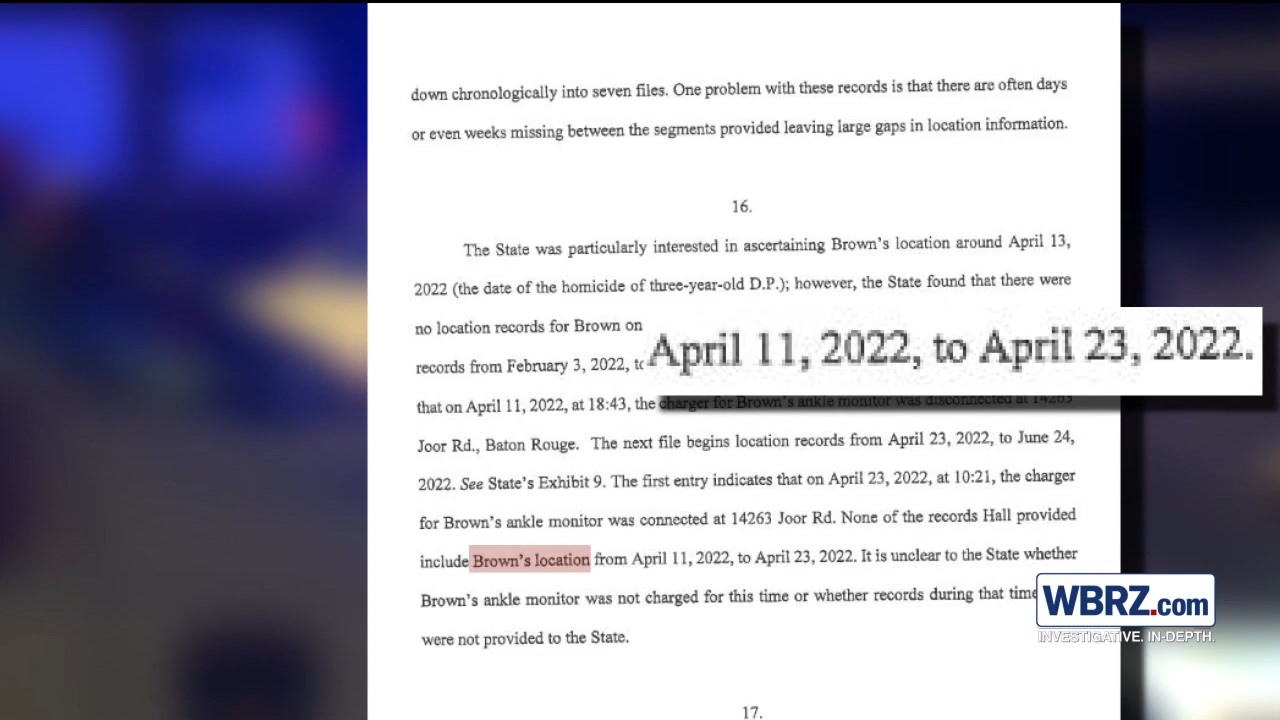 down chronologically into seven files. One problem with these records is that there are often days
or even weeks missing between the segments provided leaving large gaps in location information.
16.
The State was particularly interested in ascertaining Brown's location around April 13,
2022 (the date of the homicide of three-year-old D.P.); however, the State found that there were
no location records for Brown on
April 11, 2022, to April 23, 2022.
records from February 3, 2022, to
that on April 11, 2022, at 18:43, the charger for Brown's ankle monitor was disconnected at 14263
Joor Rd., Baton Rouge. The next file begins location records from April 23, 2022, to June 24,
2022. See State's Exhibit 9. The first entry indicates that on April 23, 2022, at 10:21, the charger
for Brown's ankle monitor was connected at 14263 Joor Rd. None of the records Hall provided
include Brown's location from April 11, 2022, to April 23, 2022. It is unclear to the State whether
Brown's ankle monitor was not charged for this time or whether records during that time
were not provided to the State.
17.
WBRZ.com
INVESTIGATIVE. IN-DEPTH.